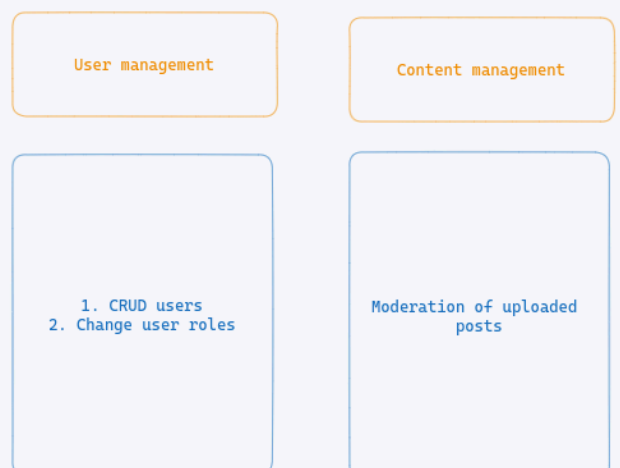 User management
Content management
1. CRUD users
2. Change user roles
Moderation of uploaded
posts